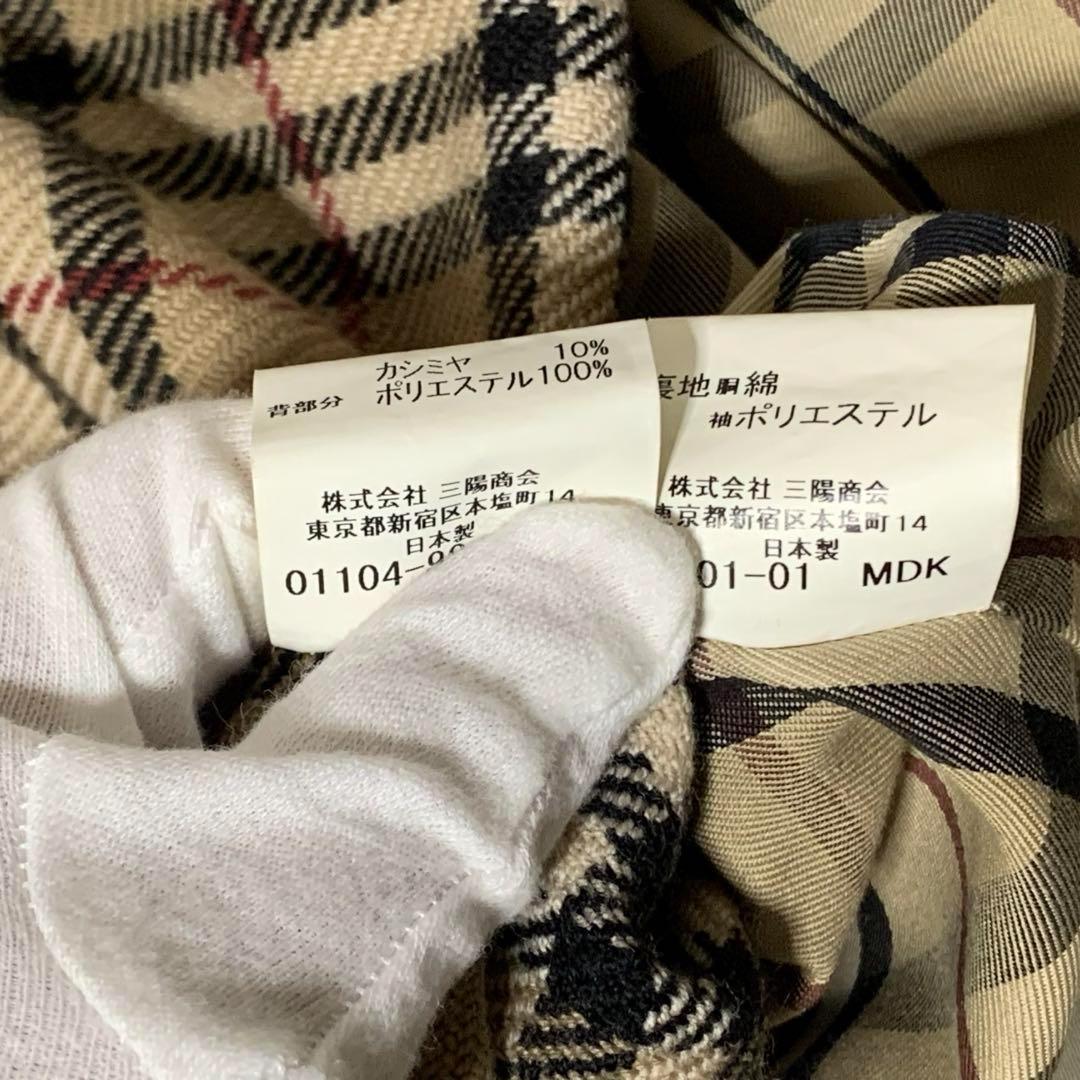 カシミヤ 10%
背部分 ポリエステル100%
株式会社 三陽商会
東京都新宿区本塩町14
日本製
01104-
裏地胴綿
袖ポリエステル
株式会社 三陽商会
東京都新宿区本塩町14
日本製
01-01 MDK